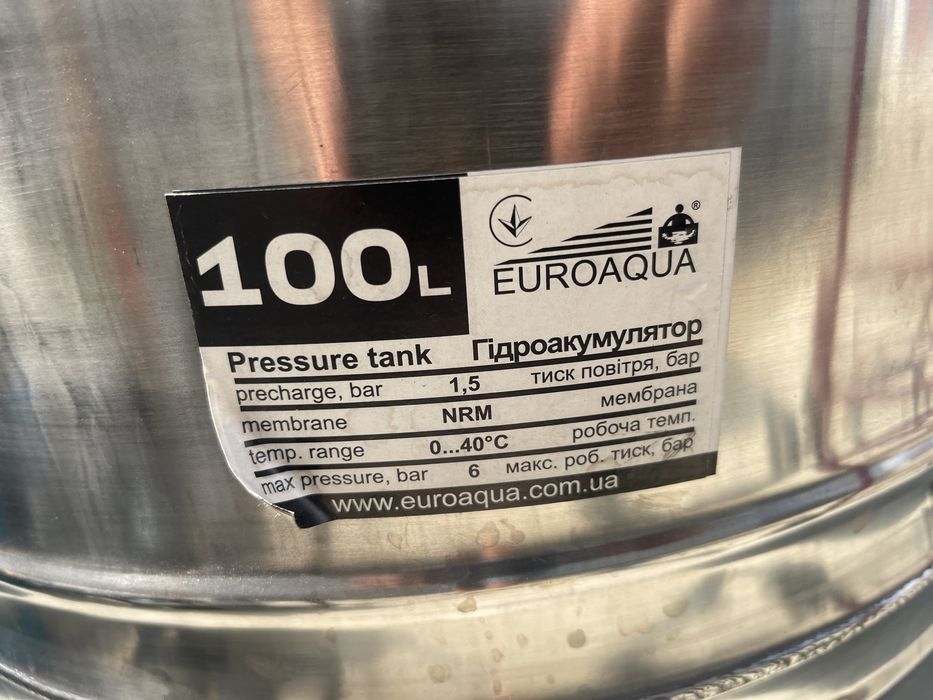 100L
EUROAQUA ®
Pressure tank Гідроакумулятор
precharge, bar 1,5 тиск повітря, бар
membrane NRM мембрана
temp. range 0...40°C робоча темп.
max pressure, bar 6 макс. роб. тиск, бар
www.euroaqua.com.ua